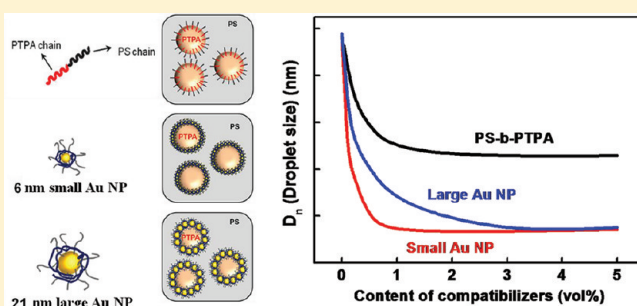 PTPA chain
PS chain
PS
PTPA
6 nm small Au NP
PS
PTPA
21 nm large Au NP
PS
PTPA
Dn (Droplet size) (nm)
PS-b-PTPA
Large Au NP
Small Au NP
0 1 2 3 4 5
Content of compatibilizers (vol%)